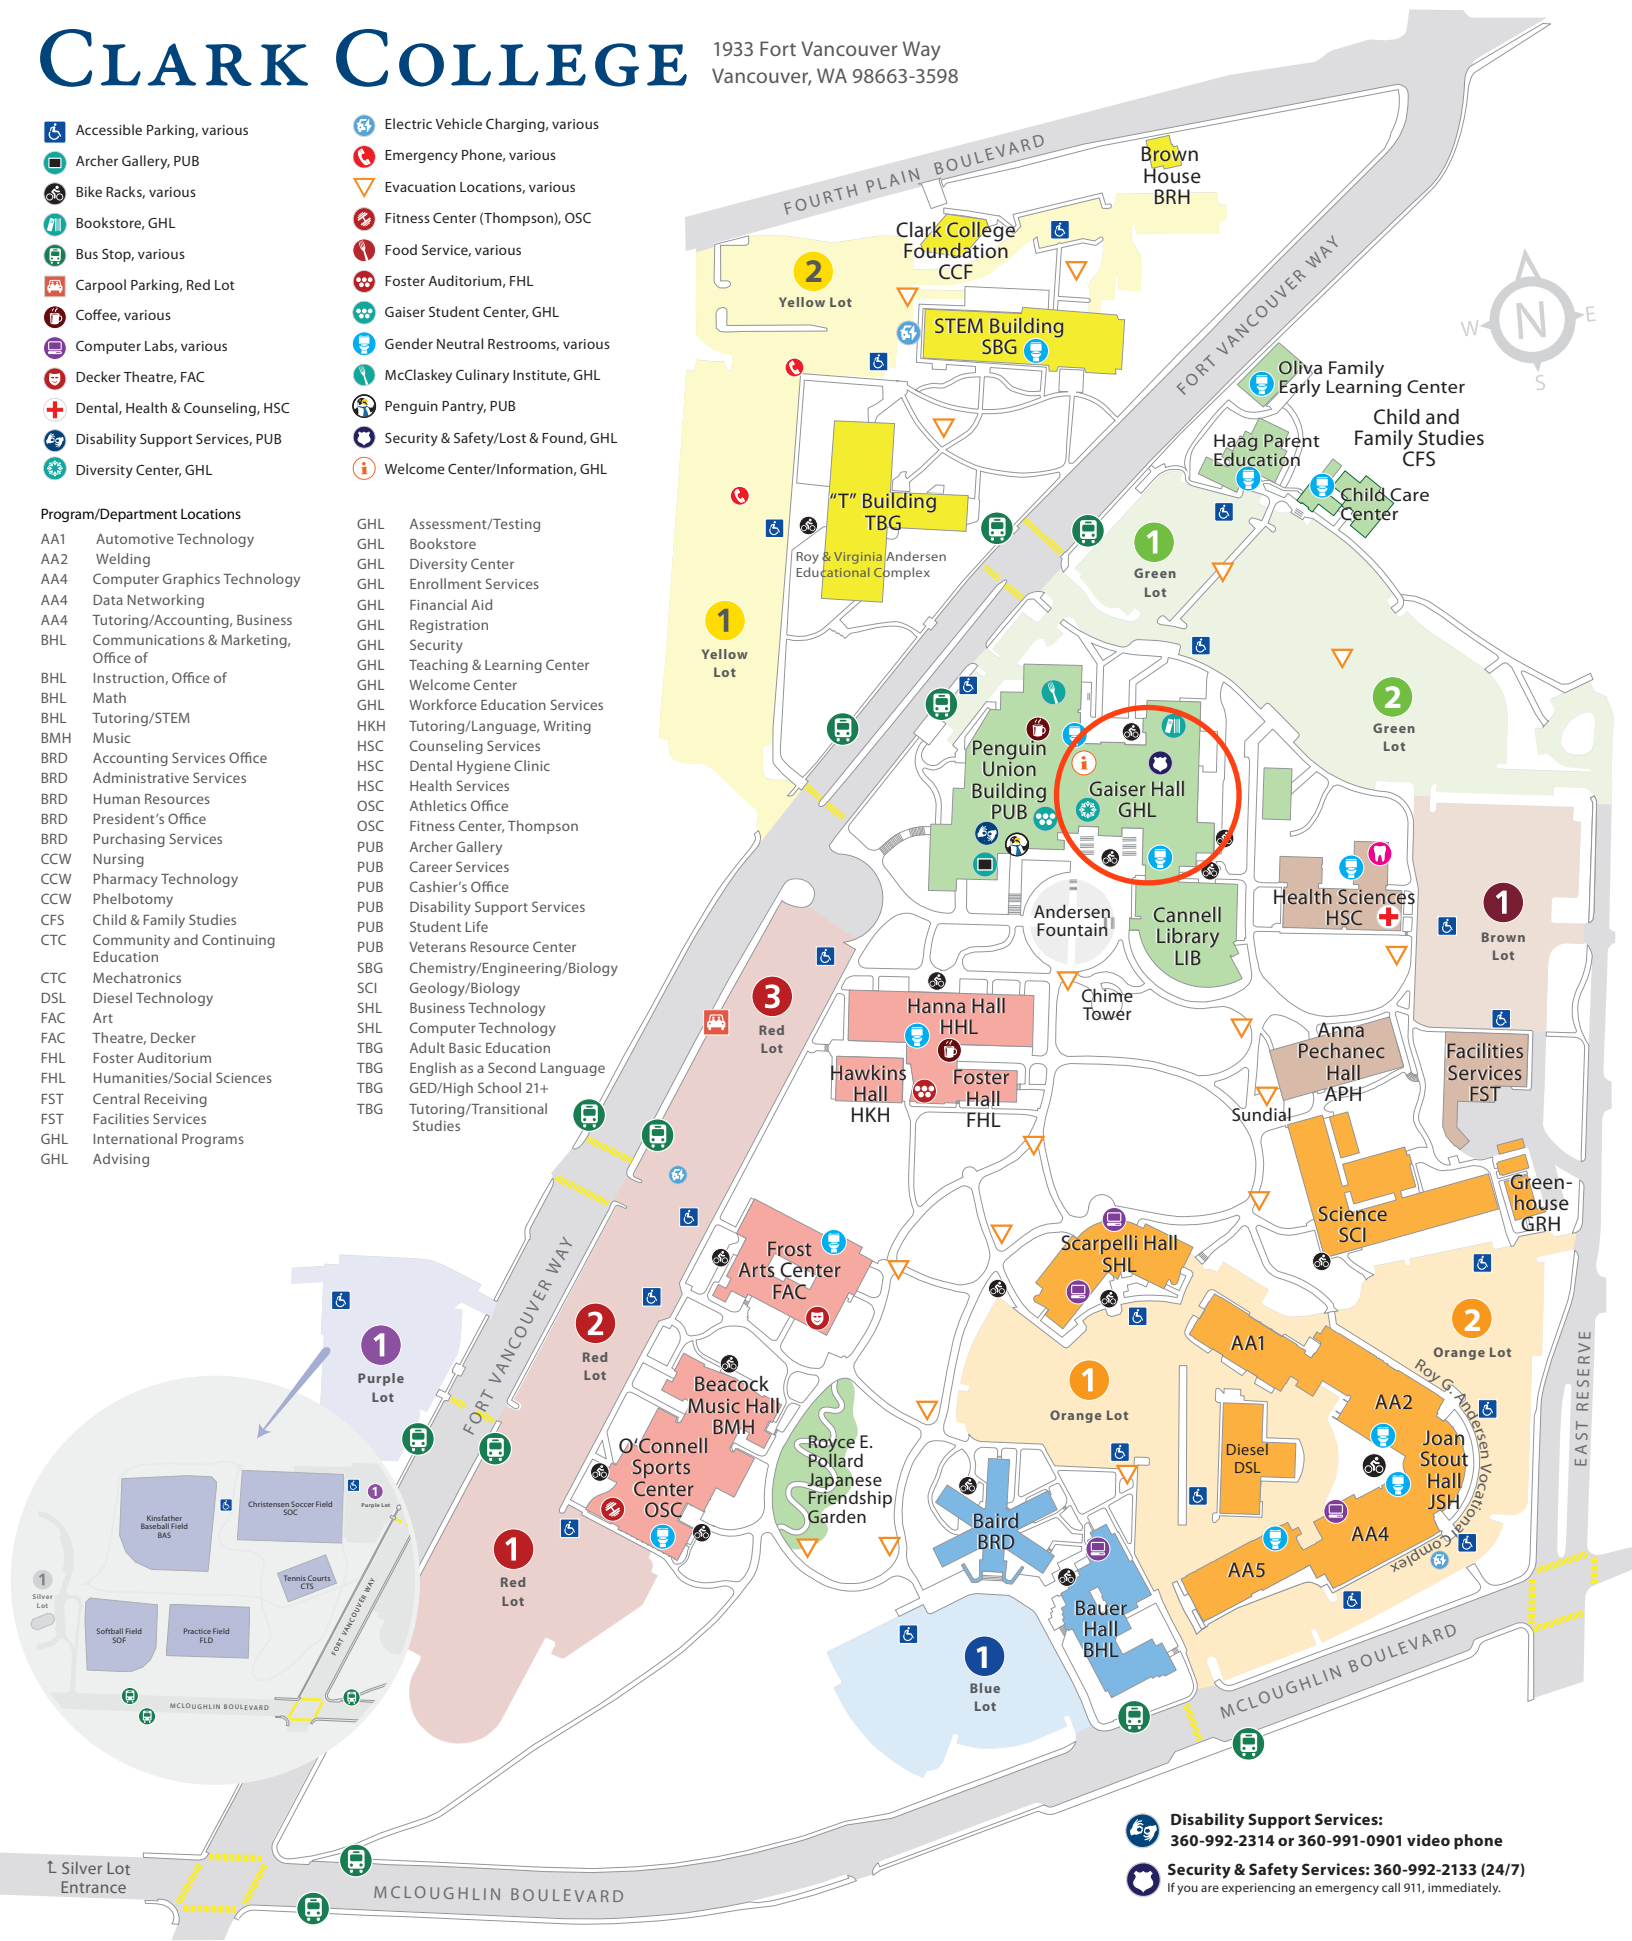 CLARK COLLEGE
1933 Fort Vancouver Way
Vancouver, WA 98663-3598
Accessible Parking, various
Archer Gallery, PUB
Bike Racks, various
Bookstore, GHL
Bus Stop, various
Carpool Parking, Red Lot
Coffee, various
Computer Labs, various
Decker Theatre, FAC
Dental, Health & Counseling, HSC
Disability Support Services, PUB
Diversity Center, GHL
Electric Vehicle Charging, various
Emergency Phone, various
Evacuation Locations, various
Fitness Center (Thompson), OSC
Food Service, various
Foster Auditorium, FHL
Gaiser Student Center, GHL
Gender Neutral Restrooms, various
McClaskey Culinary Institute, GHL
Penguin Pantry, PUB
Security & Safety/Lost & Found, GHL
Welcome Center/Information, GHL
Program/Department Locations
AA1 Automotive Technology
AA2 Welding
AA4 Computer Graphics Technology
AA4 Data Networking
AA4 Tutoring/Accounting, Business
BHL Communications & Marketing,
Office of
BHL Instruction, Office of
BHL Math
BHL Tutoring/STEM
BMH Music
BRD Accounting Services Office
BRD Administrative Services
BRD Human Resources
BRD President's Office
BRD Purchasing Services
CCW Nursing
CCW Pharmacy Technology
CCW Phelbotomy
CFS Child & Family Studies
CTC Community and Continuing
Education
CTC Mechatronics
DSL Diesel Technology
FAC Art
FAC Theatre, Decker
FHL Foster Auditorium
FHL Humanities/Social Sciences
FST Central Receiving
FST Facilities Services
GHL International Programs
GHL Advising
GHL Assessment/Testing
GHL Bookstore
GHL Diversity Center
GHL Enrollment Services
GHL Financial Aid
GHL Registration
GHL Security
GHL Teaching & Learning Center
GHL Welcome Center
GHL Workforce Education Services
HKH Tutoring/Language, Writing
HSC Counseling Services
HSC Dental Hygiene Clinic
HSC Health Services
OSC Athletics Office
OSC Fitness Center, Thompson
PUB Archer Gallery
PUB Career Services
PUB Cashier's Office
PUB Disability Support Services
PUB Student Life
PUB Veterans Resource Center
SBG Chemistry/Engineering/Biology
SCI Geology/Biology
SHL Business Technology
SHL Computer Technology
TBG Adult Basic Education
TBG English as a Second Language
TBG GED/High School 21+
TBG Tutoring/Transitional
Studies
FOURTH PLAIN BOULEVARD
Brown
House
BRH
Clark College
Foundation
CCF
2
Yellow Lot
STEM Building
SBG
FORT VANCOUVER WAY
N
E
S
W
Oliva Family
Early Learning Center
Child and
Family Studies
CFS
Haag Parent
Education
Child Care
Center
"T" Building
TBG
Roy & Virginia Andersen
Educational Complex
1
Yellow
Lot
1
Green
Lot
2
Green
Lot
Penguin
Union
Building
PUB
i
Gaiser Hall
GHL
Andersen
Fountain
Cannell
Library
LIB
Health Sciences
HSC
1
Brown
Lot
3
Red
Lot
Hanna Hall
HHL
Chime
Tower
Hawkins
Hall
HKH
Foster
Hall
FHL
Anna
Pechanec
Hall
APH
Facilities
Services
FST
Sundial
Science
SCI
Green-
house
GRH
Scarpelli Hall
SHL
Frost
Arts Center
FAC
FORT VANCOUVER WAY
1
Purple
Lot
2
Red
Lot
Beacock
Music Hall
BMH
O'Connell
Sports
Center
OSC
Royce E.
Pollard
Japanese
Friendship
Garden
1
Orange Lot
2
Orange Lot
AA1
AA2
Diesel
DSL
Joan
Stout
Hall
JSH
AA4
AA5
Roy G. Andersen Vocational Complex
EAST RESERVE
Baird
BRD
Bauer
Hall
BHL
1
Blue
Lot
1
Red
Lot
MCLOUGHLIN BOULEVARD
Kinsfather
Baseball Field
BAS
Christensen Soccer Field
SOC
1
Purple Lot
Tennis Courts
CTS
1
Silver
Lot
Softball Field
SOF
Practice Field
FLD
FORT VANCOUVER WAY
MCLOUGHLIN BOULEVARD
Silver Lot
Entrance
MCLOUGHLIN BOULEVARD
Disability Support Services:
360-992-2314 or 360-991-0901 video phone
Security & Safety Services: 360-992-2133 (24/7)
If you are experiencing an emergency call 911, immediately.